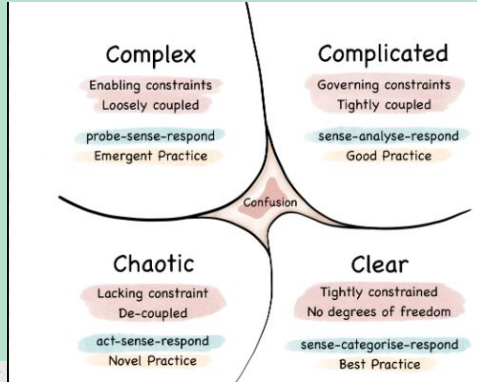 Complex
Enabling constraints
Loosely coupled
probe-sense-respond
Emergent Practice
Complicated
Governing constraints
Tightly coupled
sense-analyse-respond
Good Practice
Confusion
Chaotic
Lacking constraint
De-coupled
act-sense-respond
Novel Practice
Clear
Tightly constrained
No degrees of freedom
sense-categorise-respond
Best Practice